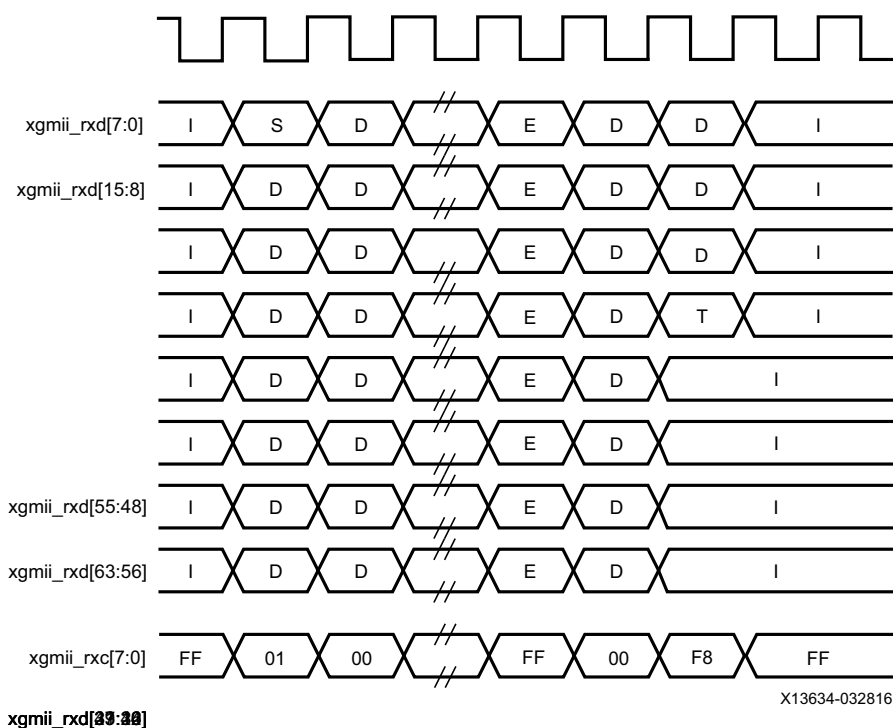 xgmii_rxd[7:0] I S D E D D I
xgmii_rxd[15:8] I D D E D D I
I D D E D D I
I D D E D T I
I D D E D I
I D D E D I
xgmii_rxd[55:48] I D D E D I
xgmii_rxd[63:56] I D D E D I
xgmii_rxc[7:0] FF 01 00 FF 00 F8 FF
X13634-032816